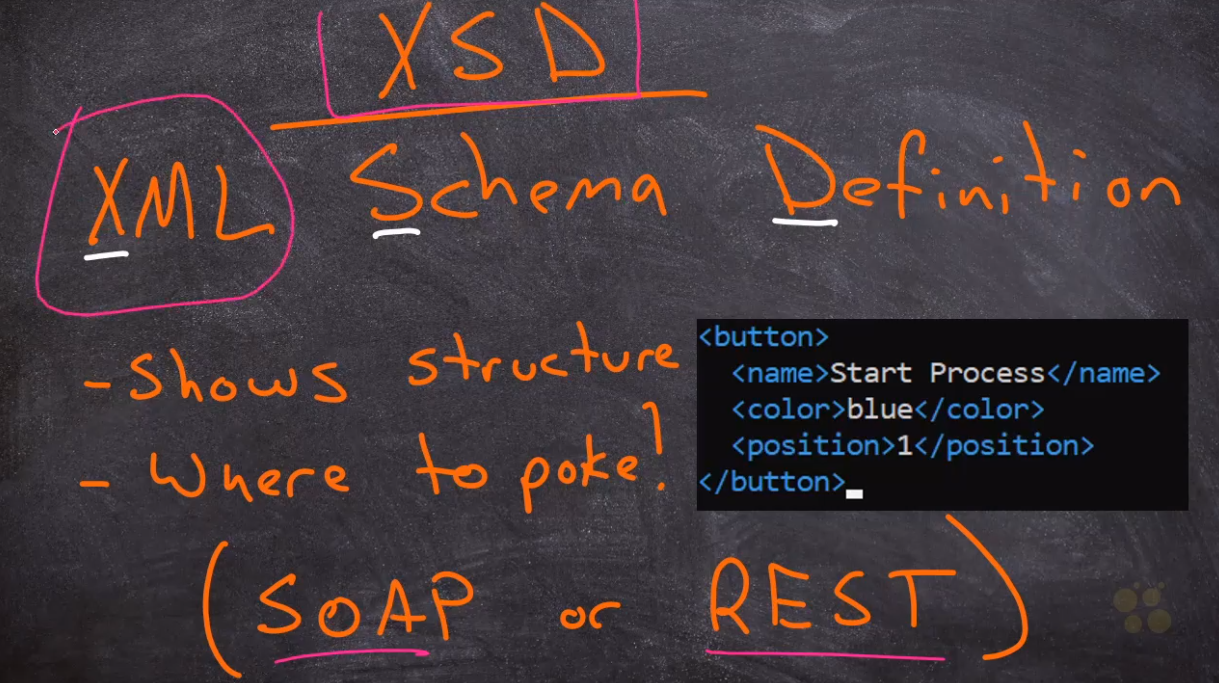 XSD
XML Schema Definition
- Shows structure
- Where to poke!
<button>
  <name>Start Process</name>
  <color>blue</color>
  <position>1</position>
</button>
(SOAP or REST)